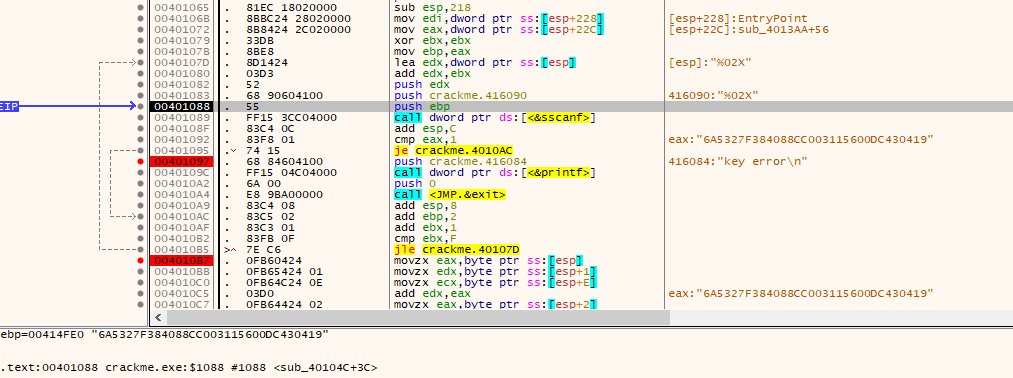 00401065 . 81EC 18020000 sub esp,218
0040106B . 8BBC24 28020000 mov edi,dword ptr ss:[esp+228] [esp+228]:EntryPoint
00401072 . 8B8424 2C020000 mov eax,dword ptr ss:[esp+22C] [esp+22C]:sub_4013AA+56
00401079 . 33DB xor ebx,ebx
0040107B . 8BE8 mov ebp,eax
0040107D . 8D1424 lea edx,dword ptr ss:[esp] [esp]:"%02X"
00401080 . 03D3 add edx,ebx
00401082 . 52 push edx
00401083 . 68 90604100 push crackme.416090 416090:"%02X"
EIP 00401088 . 55 push ebp
00401089 . FF15 3CC04000 call dword ptr ds:[<&sscanf>]
0040108F . 83C4 0C add esp,C
00401092 . 83F8 01 cmp eax,1 eax:"6A5327F384088CC003115600DC430419"
00401095 . 74 15 je crackme.4010AC
00401097 . 68 84604100 push crackme.416084 416084:"key error\n"
0040109C . FF15 04C04000 call dword ptr ds:[<&printf>]
004010A2 . 6A 00 push 0
004010A4 . E8 9BA00000 call <JMP.&exit>
004010A9 . 83C4 08 add esp,8
004010AC . 83C5 02 add ebp,2
004010AF . 83C3 01 add ebx,1
004010B2 . 83FB 0F cmp ebx,F
004010B5 >^ 7E C6 jle crackme.40107D
004010B7 . 0FB60424 movzx eax,byte ptr ss:[esp]
004010BB . 0FB65424 01 movzx edx,byte ptr ss:[esp+1]
004010C0 . 0FB64C24 0E movzx ecx,byte ptr ss:[esp+E]
004010C5 . 03D0 add edx,eax eax:"6A5327F384088CC003115600DC430419"
004010C7 . 0FB64424 02 movzx eax,byte ptr ss:[esp+2]
ebp=00414FE0 "6A5327F384088CC003115600DC430419"
.text:00401088 crackme.exe:$1088 #1088 <sub_40104C+3C>